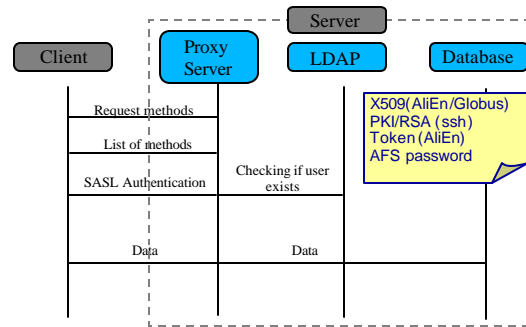 Server
Client
Proxy
Server
LDAP
Database
X509(AliEn/Globus)
PKI/RSA (ssh)
Token (AliEn)
AFS password
Request methods
List of methods
SASL Authentication
Checking if user
exists
Data
Data